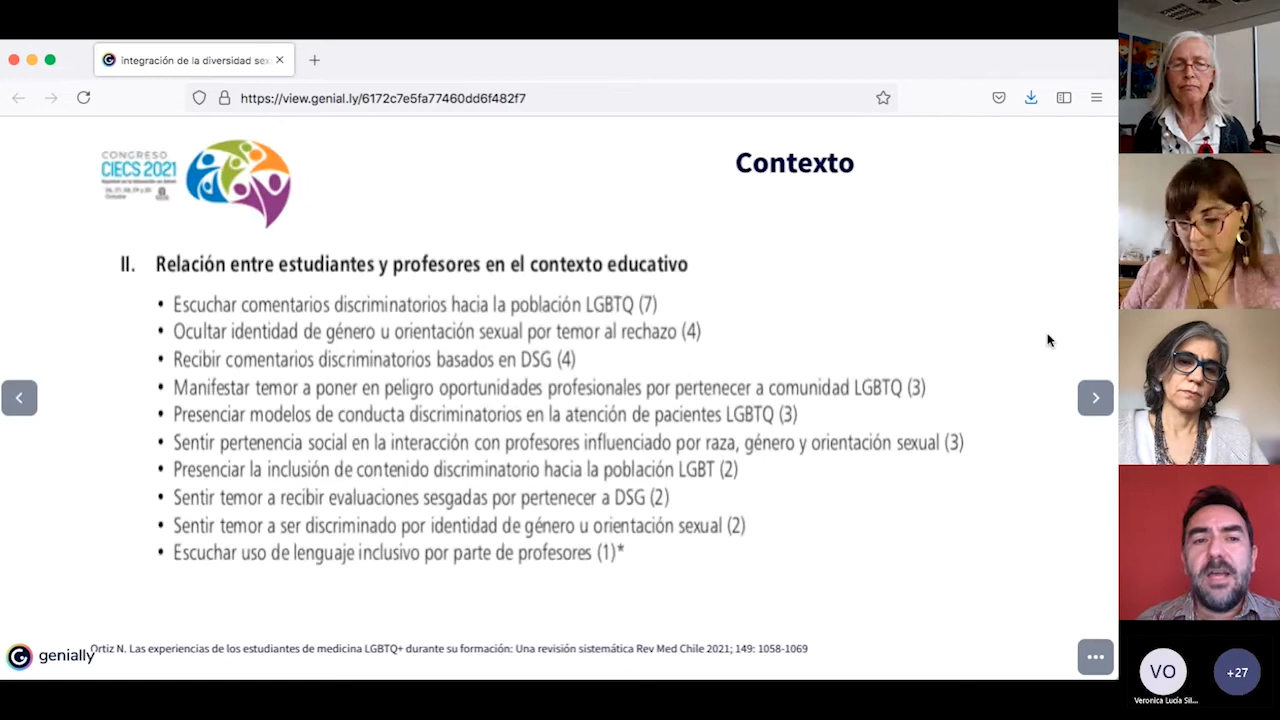 integración de la diversidad sex
https://view.genial.ly/6172c7e5fa77460dd6f482f7
CONGRESO
CIECS 2021
Octubre
Contexto
II. Relación entre estudiantes y profesores en el contexto educativo
• Escuchar comentarios discriminatorios hacia la población LGBTQ (7)
• Ocultar identidad de género u orientación sexual por temor al rechazo (4)
• Recibir comentarios discriminatorios basados en DSG (4)
• Manifestar temor a poner en peligro oportunidades profesionales por pertenecer a comunidad LGBTQ (3)
• Presenciar modelos de conducta discriminatorios en la atención de pacientes LGBTQ (3)
• Sentir pertenencia social en la interacción con profesores influenciado por raza, género y orientación sexual (3)
• Presenciar la inclusión de contenido discriminatorio hacia la población LGBT (2)
• Sentir temor a recibir evaluaciones sesgadas por pertenecer a DSG (2)
• Sentir temor a ser discriminado por identidad de género u orientación sexual (2)
• Escuchar uso de lenguaje inclusivo por parte de profesores (1)*
genially
Ortiz N. Las experiencias de los estudiantes de medicina LGBTQ+ durante su formación: Una revisión sistemática Rev Med Chile 2021; 149: 1058-1069
VO
+27
Veronica Lucía Sil...